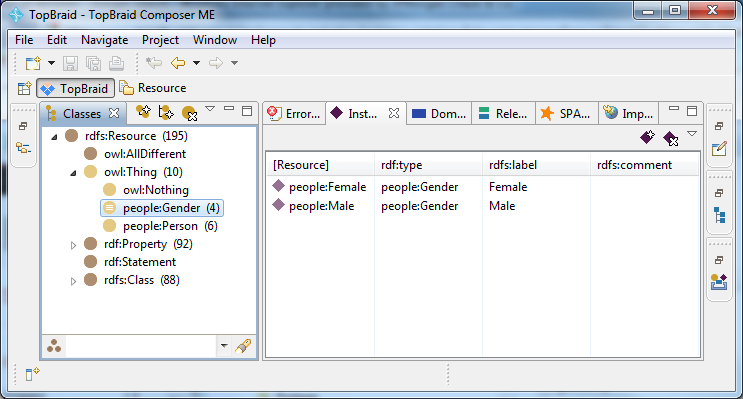 TopBraid - TopBraid Composer ME
File Edit Navigate Project Window Help
TopBraid Resource
Classes
rdfs:Resource (195)
owl:AllDifferent
owl:Thing (10)
owl:Nothing
people:Gender (4)
people:Person (6)
rdf:Property (92)
rdf:Statement
rdfs:Class (88)
Error... Inst... Dom... Rele... SPA... Imp...
[Resource] rdf:type rdfs:label rdfs:comment
people:Female people:Gender Female
people:Male people:Gender Male